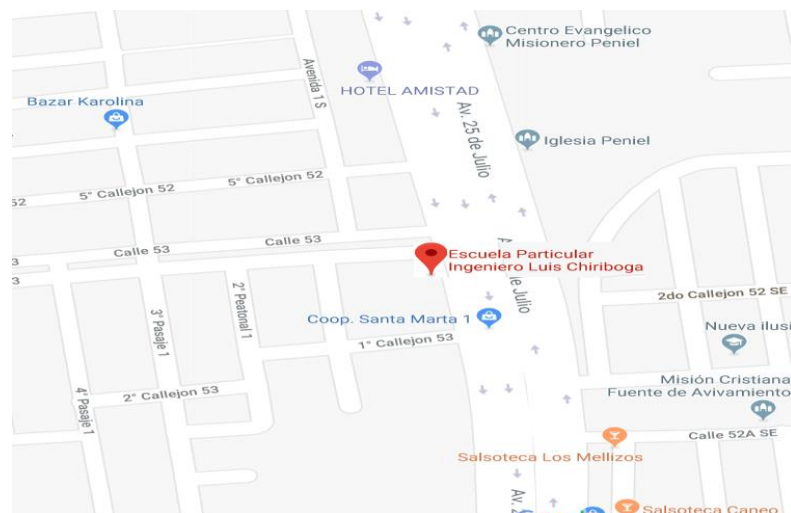 Centro Evangelico
Misionero Peniel
Avenida 1 S
HOTEL AMISTAD
Bazar Karolina
Av. 25 de Julio
Iglesia Peniel
5° Callejon 52
5° Callejon 52
52
Calle 53
Calle 53
3
3
Escuela Particular
Ingeniero Luis Chiriboga
de Julio
2do Callejon 52 SE
2° Peatonal 1
3° Pasaje 1
Coop. Santa Marta 1
Nueva ilusi
1° Callejon 53
Misión Cristiana
Fuente de Avivamiento
4° Pasaje 1
2° Callejon 53
Calle 52A SE
Salsoteca Los Mellizos
Av. 2
Salsoteca Caneo